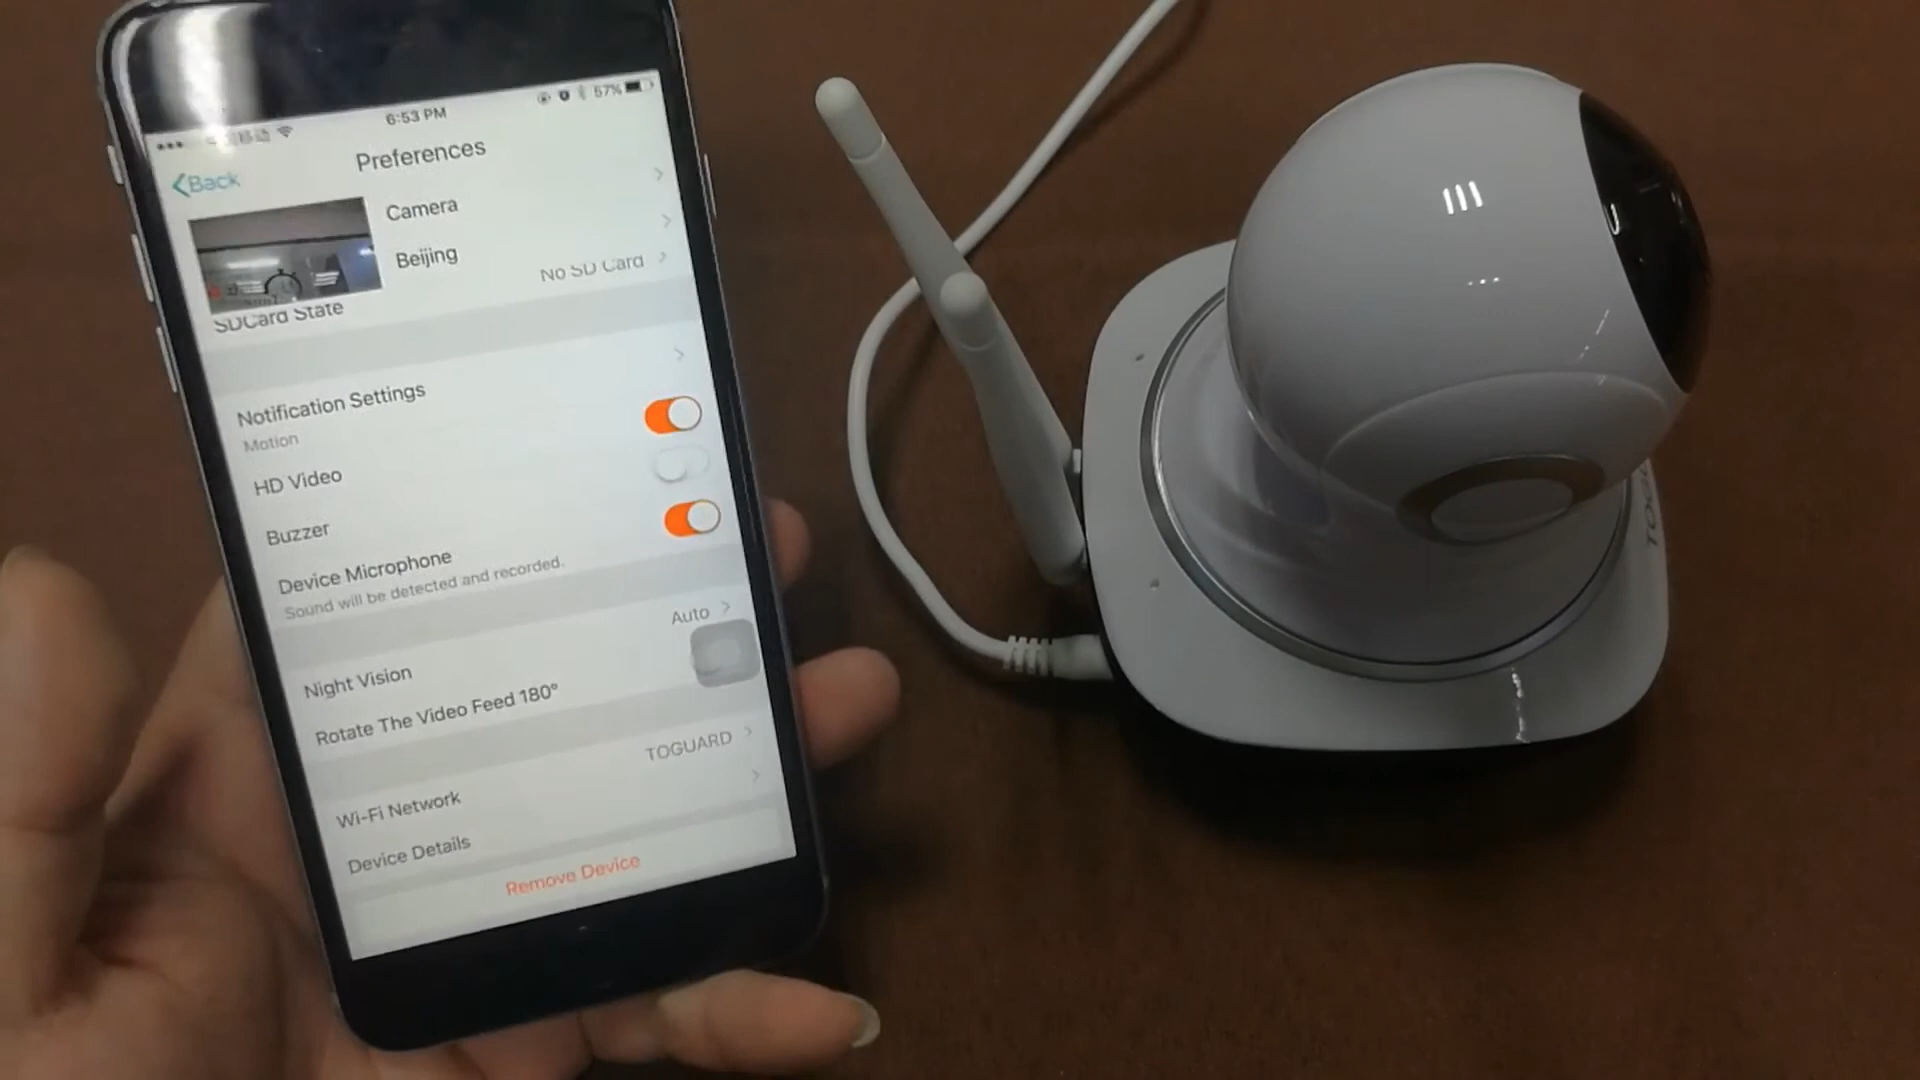 6:53 PM
57%
Back
Preferences
Camera
Beijing
No SD Card
SDCard State
Notification Settings
Motion
HD Video
Buzzer
Device Microphone
Sound will be detected and recorded.
Auto
Night Vision
Rotate The Video Feed 180°
TOGUARD
Wi-Fi Network
Device Details
Remove Device